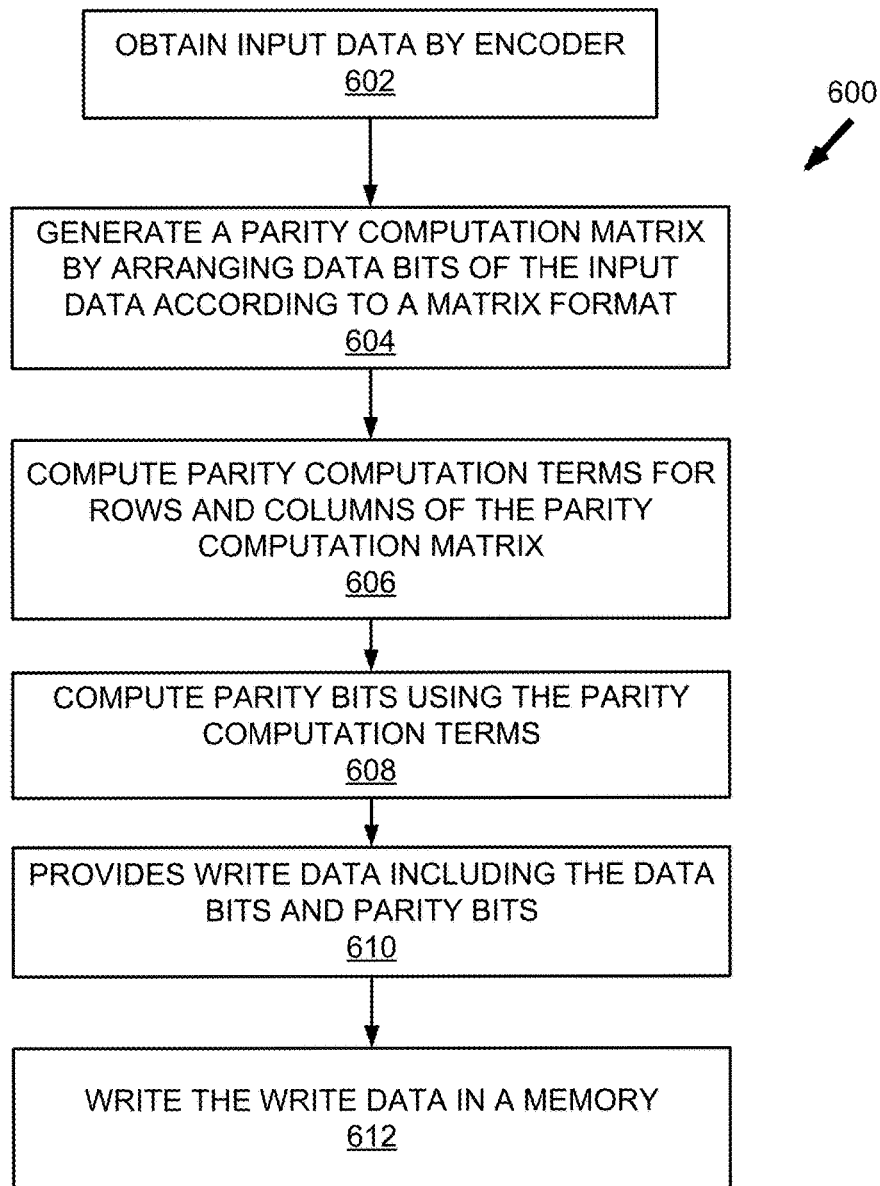 OBTAIN INPUT DATA BY ENCODER
602
600
GENERATE A PARITY COMPUTATION MATRIX
BY ARRANGING DATA BITS OF THE INPUT
DATA ACCORDING TO A MATRIX FORMAT
604
COMPUTE PARITY COMPUTATION TERMS FOR
ROWS AND COLUMNS OF THE PARITY
COMPUTATION MATRIX
606
COMPUTE PARITY BITS USING THE PARITY
COMPUTATION TERMS
608
PROVIDES WRITE DATA INCLUDING THE DATA
BITS AND PARITY BITS
610
WRITE THE WRITE DATA IN A MEMORY
612